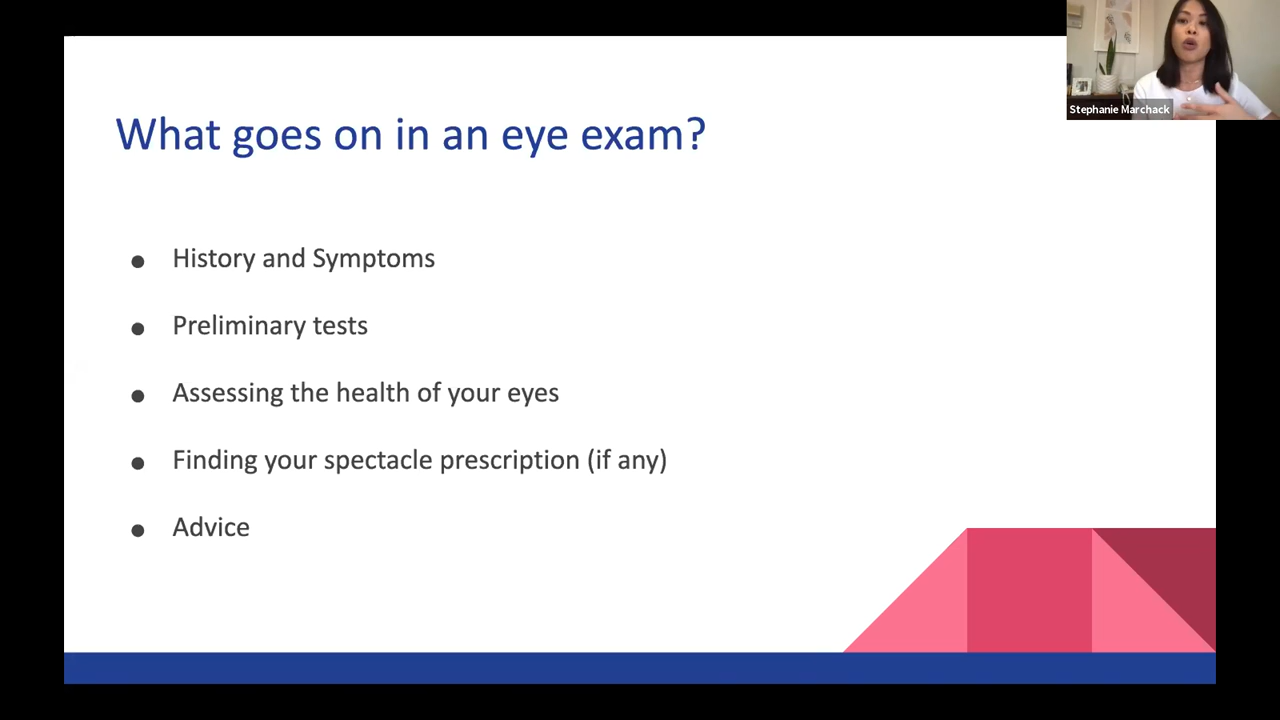 Stephanie Marchack
What goes on in an eye exam?
● History and Symptoms
● Preliminary tests
● Assessing the health of your eyes
● Finding your spectacle prescription (if any)
● Advice